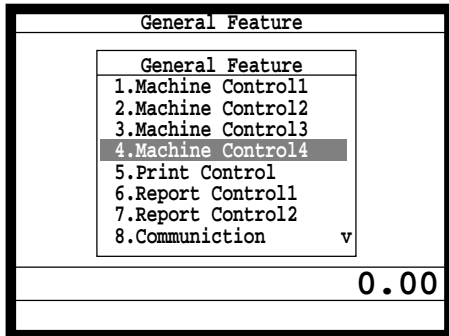 General Feature
General Feature
1.Machine Control1
2.Machine Control2
3.Machine Control3
4.Machine Control4
5.Print Control
6.Report Control1
7.Report Control2
8.Communiction v
0.00